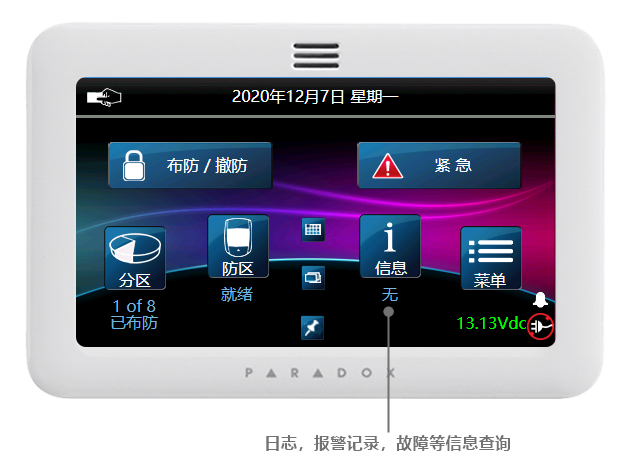 2020年12月7日 星期一
布防 / 撤防
紧 急
分区
防区
信息
菜单
1 of 8
已布防
就绪
无
13.13Vdc
PARADOX
日志，报警记录，故障等信息查询